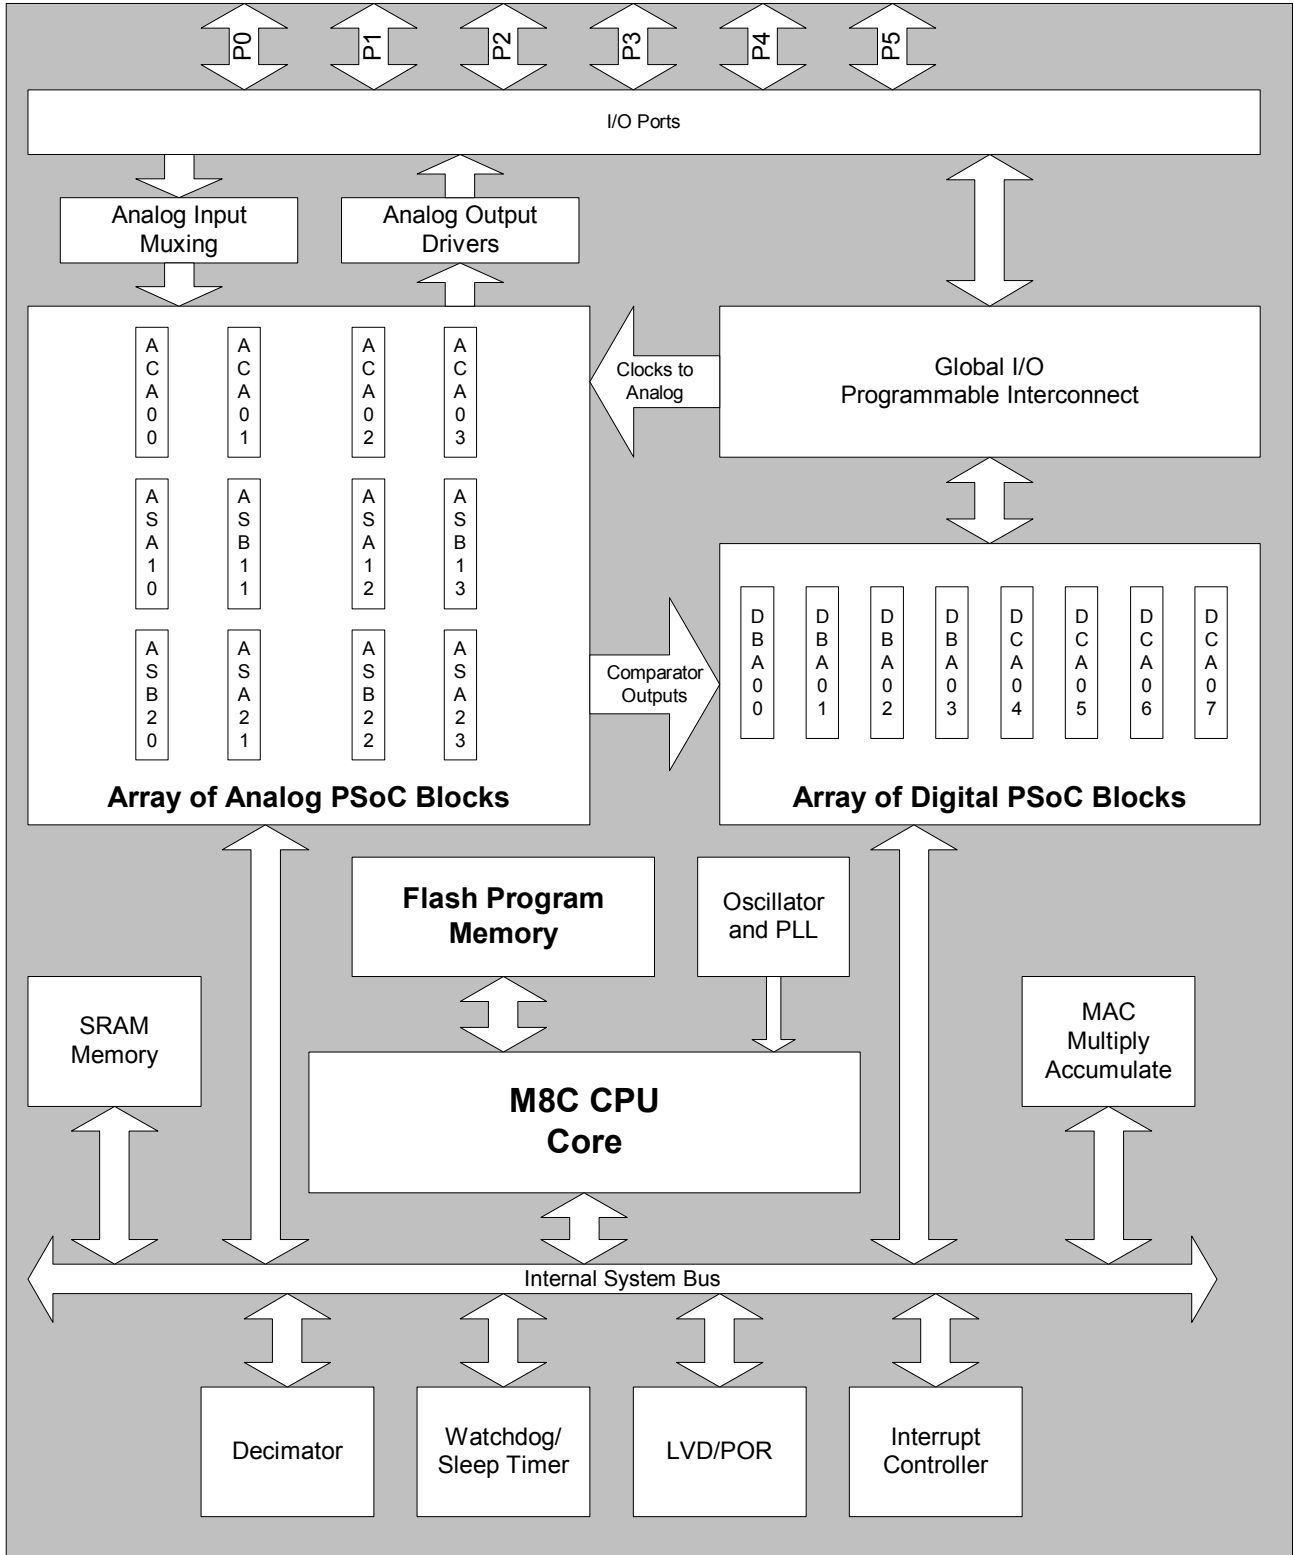 P0
P1
P2
P3
P4
P5
I/O Ports
Analog Input
Muxing
Analog Output
Drivers
ACA00
ACA01
ACA02
ACA03
Clocks to
Analog
Global I/O
Programmable Interconnect
ASA10
ASB11
ASA12
ASB13
ASB20
ASA21
ASB22
ASA23
Comparator
Outputs
DBA00
DBA01
DBA02
DBA03
DCA04
DCA05
DCA06
DCA07
Array of Analog PSoC Blocks
Array of Digital PSoC Blocks
Flash Program
Memory
Oscillator
and PLL
SRAM
Memory
MAC
Multiply
Accumulate
M8C CPU
Core
Internal System Bus
Decimator
Watchdog/
Sleep Timer
LVD/POR
Interrupt
Controller